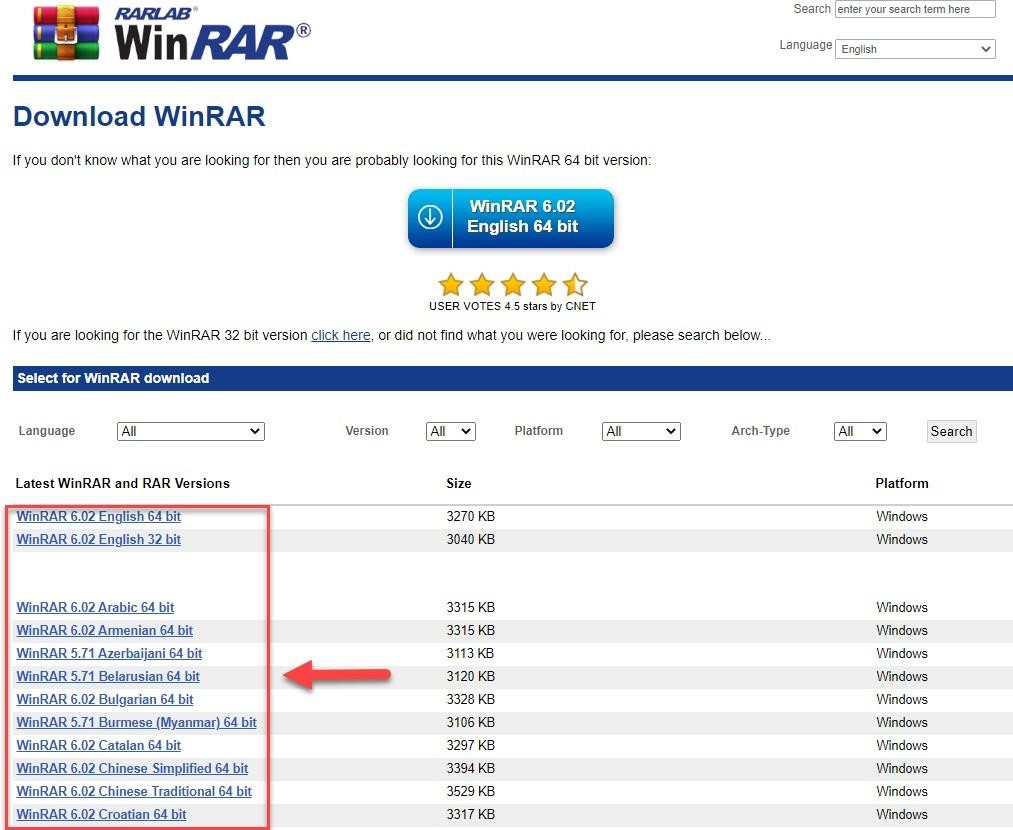 RARLAB®
WinRAR®
Search enter your search term here
Language English
Download WinRAR
If you don't know what you are looking for then you are probably looking for this WinRAR 64 bit version:
WinRAR 6.02
English 64 bit
USER VOTES 4.5 stars by CNET
If you are looking for the WinRAR 32 bit version click here, or did not find what you were looking for, please search below...
Select for WinRAR download
Language All Version All Platform All Arch-Type All Search
Latest WinRAR and RAR Versions Size Platform
WinRAR 6.02 English 64 bit 3270 KB Windows
WinRAR 6.02 English 32 bit 3040 KB Windows
WinRAR 6.02 Arabic 64 bit 3315 KB Windows
WinRAR 6.02 Armenian 64 bit 3315 KB Windows
WinRAR 5.71 Azerbaijani 64 bit 3113 KB Windows
WinRAR 5.71 Belarusian 64 bit 3120 KB Windows
WinRAR 6.02 Bulgarian 64 bit 3328 KB Windows
WinRAR 5.71 Burmese (Myanmar) 64 bit 3106 KB Windows
WinRAR 6.02 Catalan 64 bit 3297 KB Windows
WinRAR 6.02 Chinese Simplified 64 bit 3394 KB Windows
WinRAR 6.02 Chinese Traditional 64 bit 3529 KB Windows
WinRAR 6.02 Croatian 64 bit 3317 KB Windows